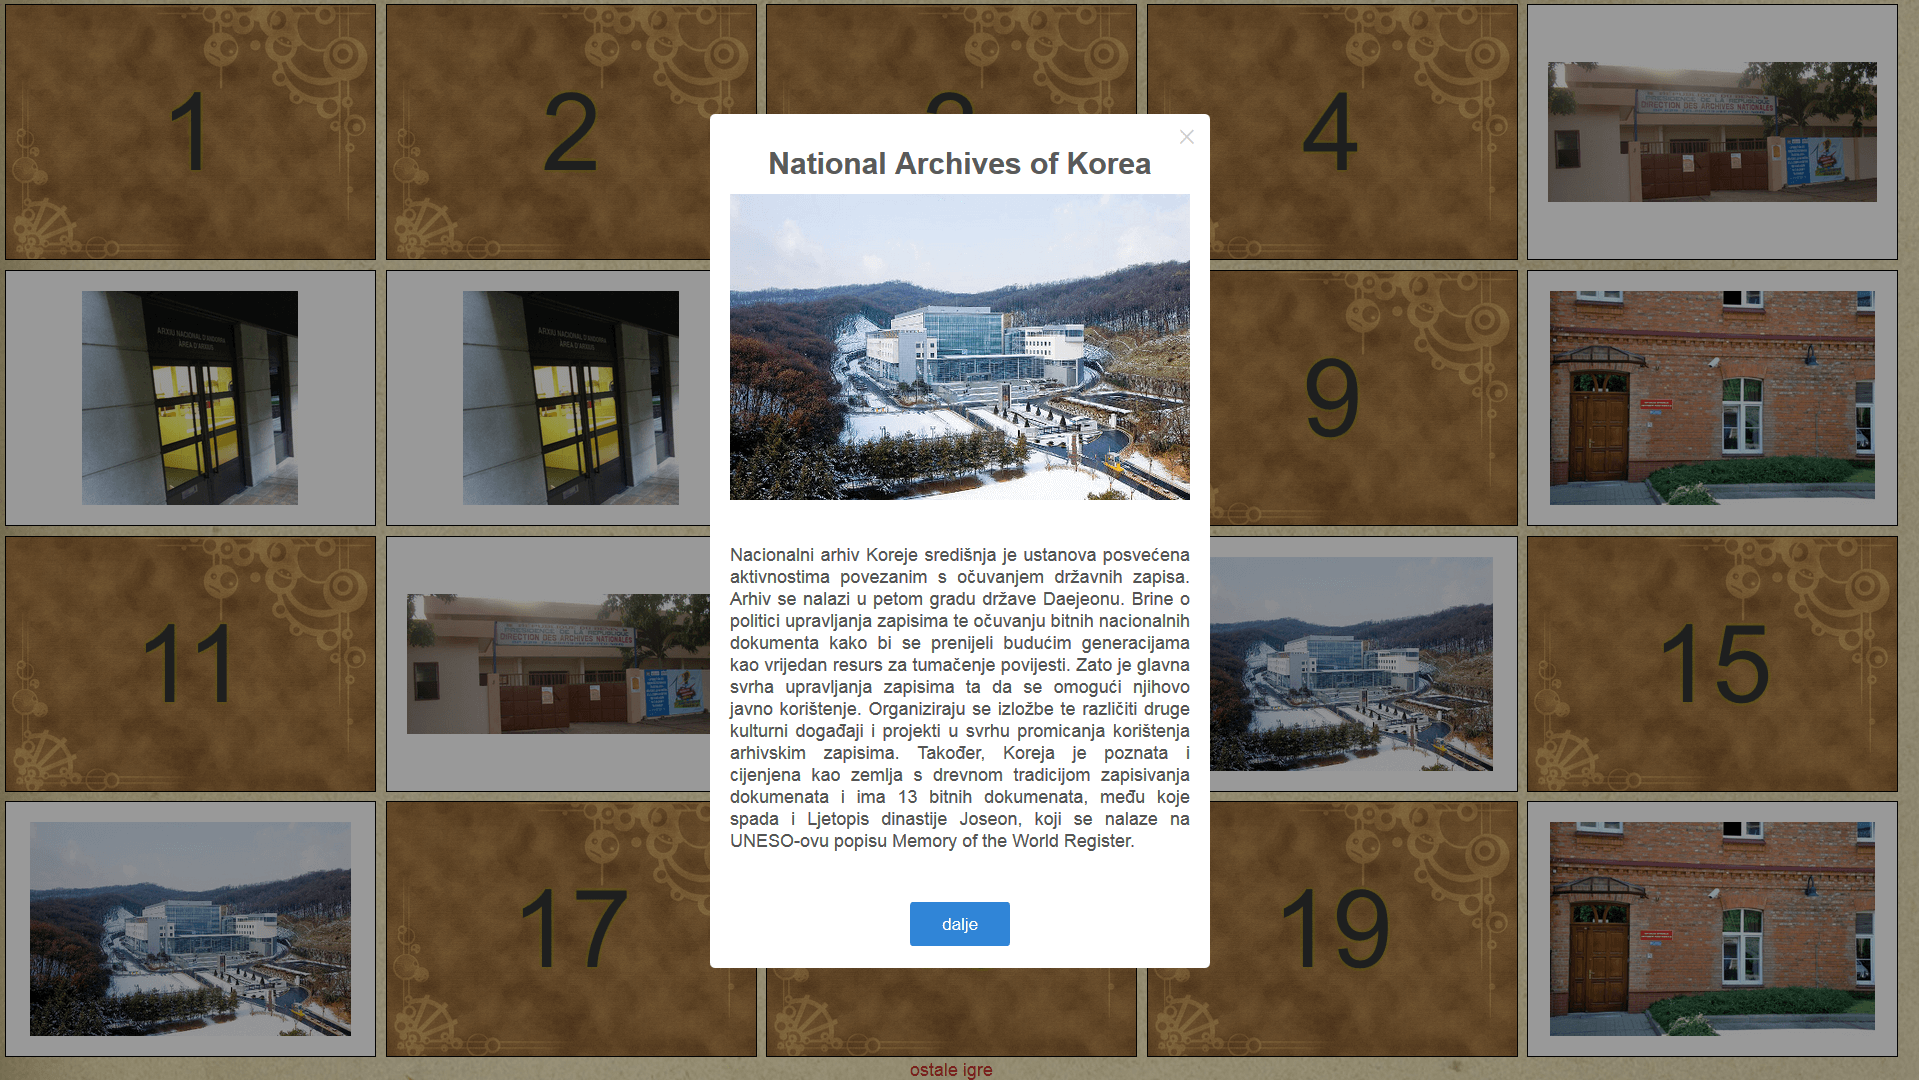 1
2
4
DIRECTION DES ARCHIVES NATIONALES
National Archives of Korea
ARXIU NACIONAL D'ANDORRA
ÀREA D'ARXIUS
ARXIU NACIONAL D'ANDORRA
ÀREA D'ARXIUS
9
Nacionalni arhiv Koreje središnja je ustanova posvećena
aktivnostima povezanim s očuvanjem državnih zapisa.
Arhiv se nalazi u petom gradu države Daejeonu. Brine o
politici upravljanja zapisima te očuvanju bitnih nacionalnih
dokumenta kako bi se prenijeli budućim generacijama
kao vrijedan resurs za tumačenje povijesti. Zato je glavna
svrha upravljanja zapisima ta da se omogući njihovo
javno korištenje. Organiziraju se izložbe te različiti druge
kulturni događaji i projekti u svrhu promicanja korištenja
arhivskim zapisima. Također, Koreja je poznata i
cijenjena kao zemlja s drevnom tradicijom zapisivanja
dokumenata i ima 13 bitnih dokumenata, među koje
spada i Ljetopis dinastije Joseon, koji se nalaze na
UNESO-ovu popisu Memory of the World Register.
dalje
11
PRESIDENCE DE LA REPUBLIQUE
DIRECTION DES ARCHIVES NATIONALES
15
17
19
ostale igre